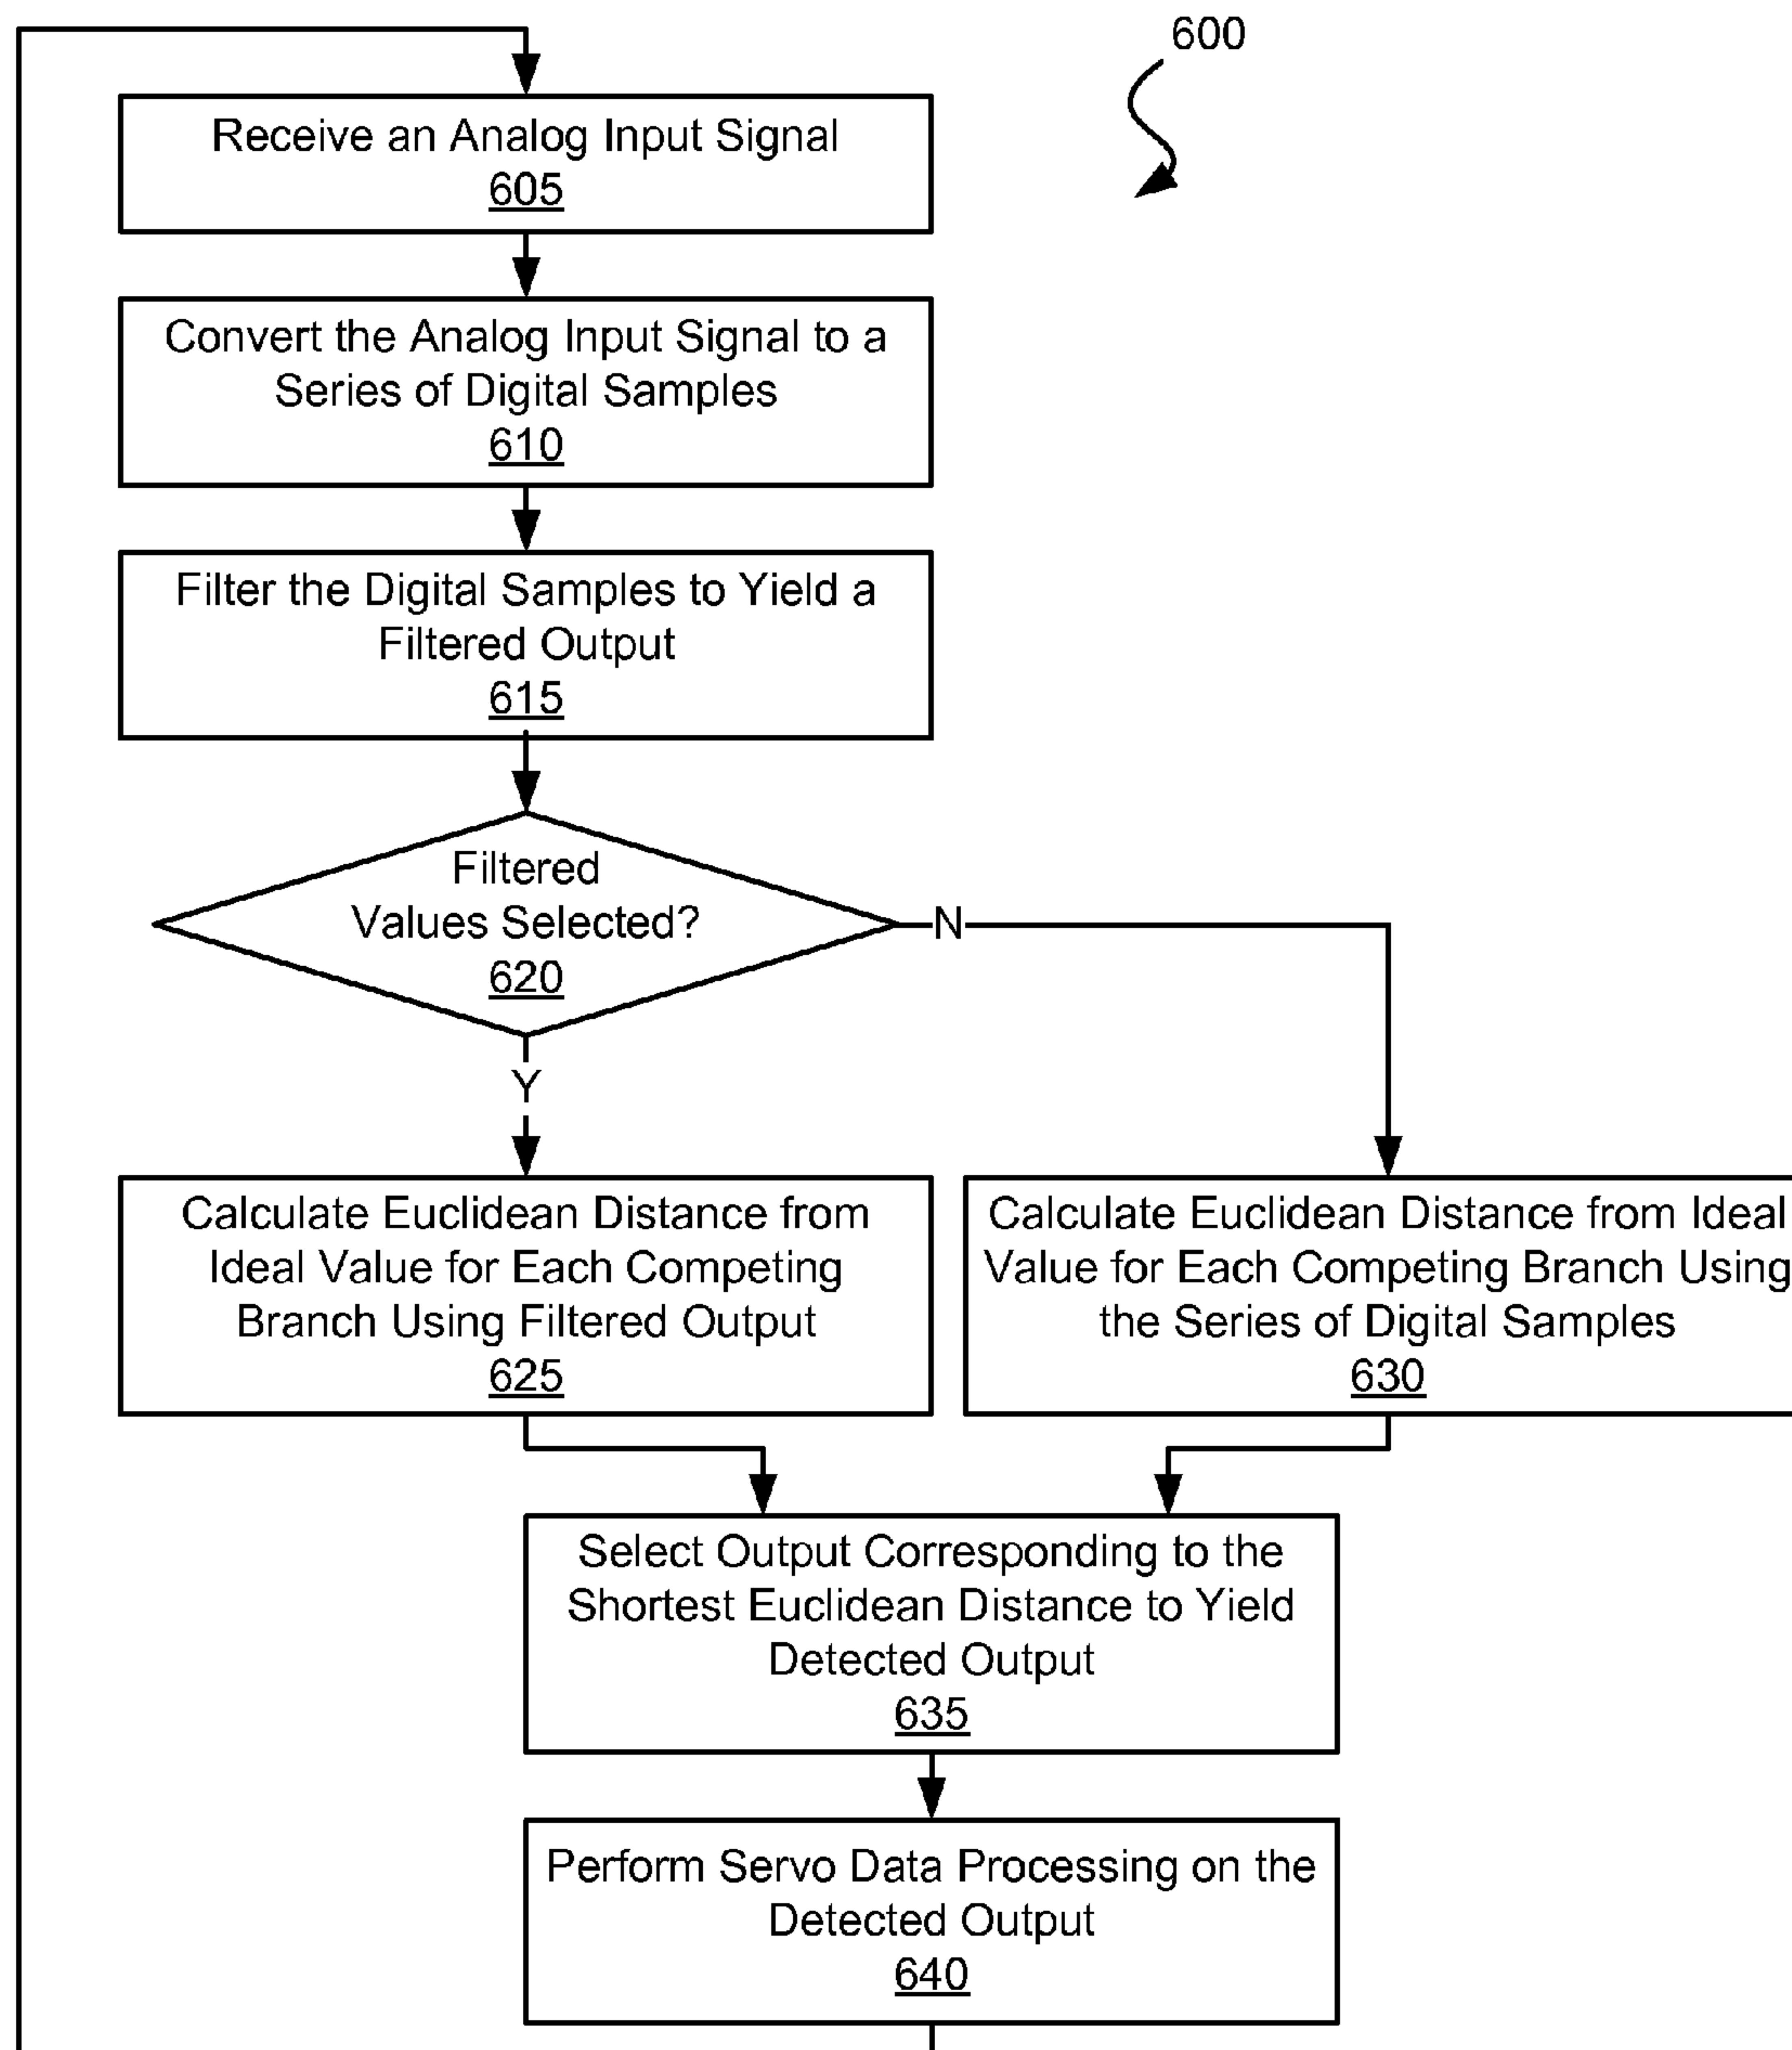 600
Receive an Analog Input Signal
605
Convert the Analog Input Signal to a
Series of Digital Samples
610
Filter the Digital Samples to Yield a
Filtered Output
615
Filtered
Values Selected?
620
N
Y
Calculate Euclidean Distance from
Ideal Value for Each Competing
Branch Using Filtered Output
625
Calculate Euclidean Distance from Ideal
Value for Each Competing Branch Using
the Series of Digital Samples
630
Select Output Corresponding to the
Shortest Euclidean Distance to Yield
Detected Output
635
Perform Servo Data Processing on the
Detected Output
640